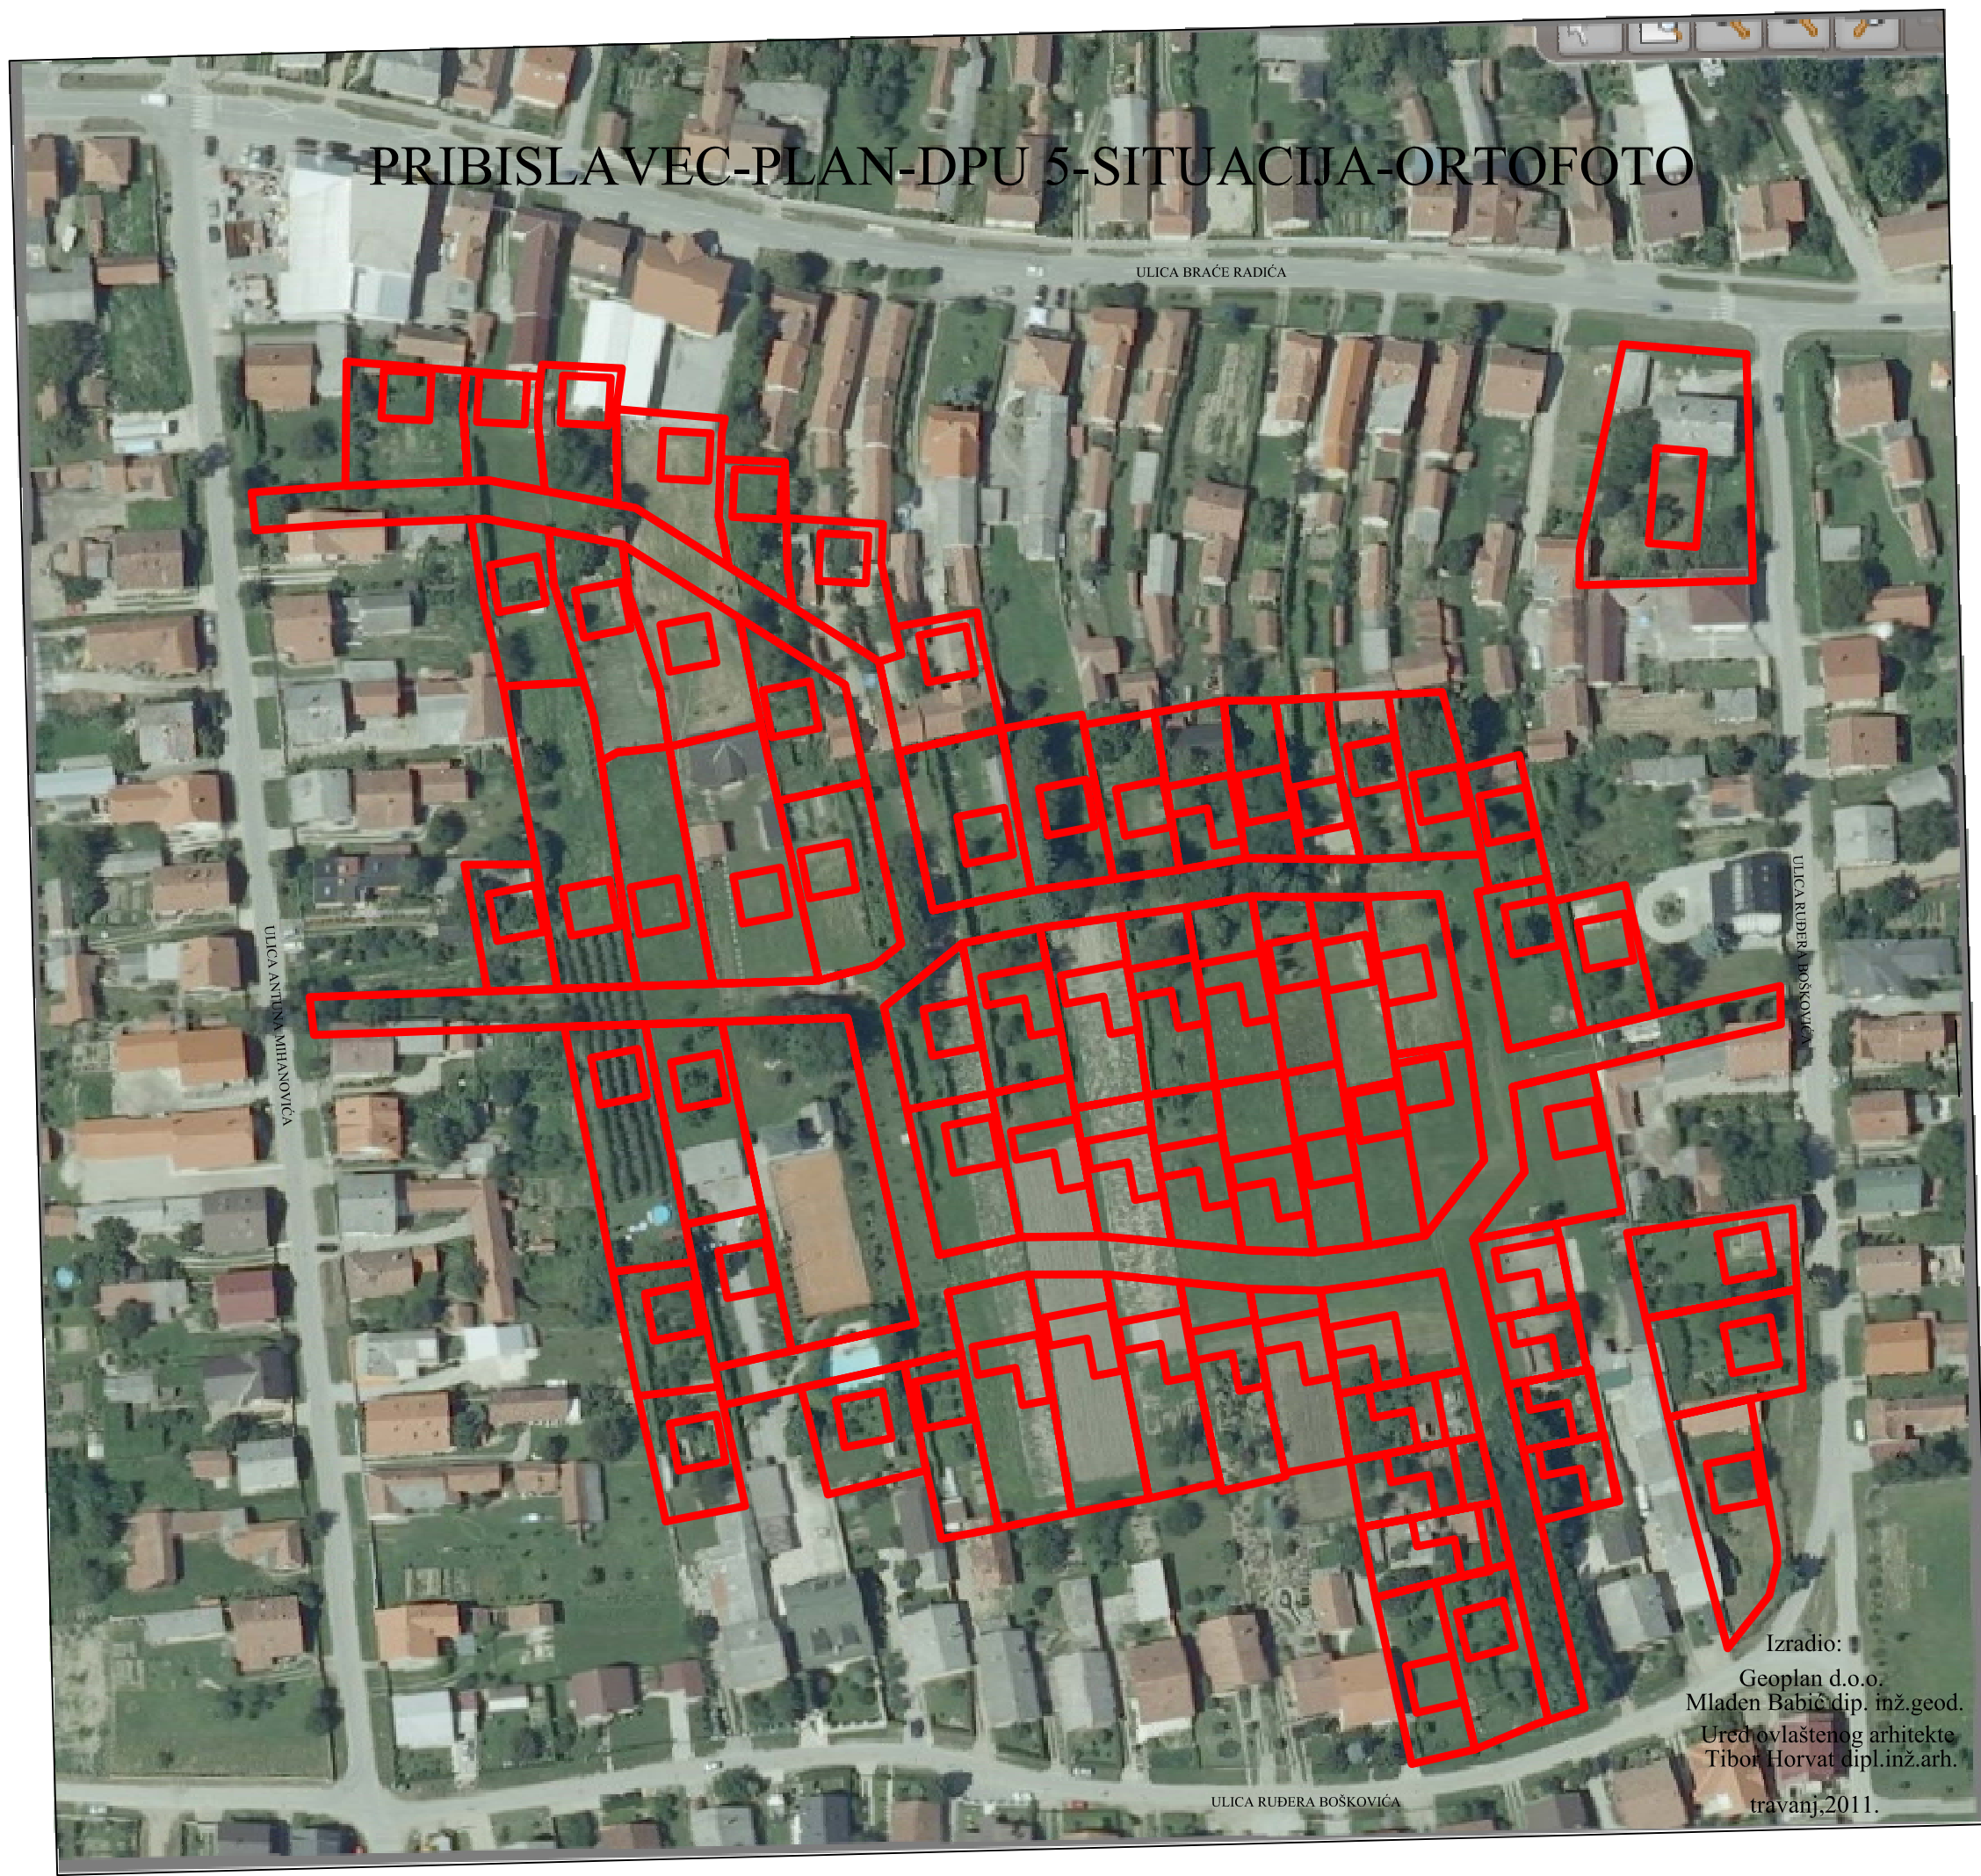 PRIBISLAVEC-PLAN-DPU 5-SITUACIJA-ORTOFOTO
ULICA BRAĆE RADIĆA
ULICA RUĐERA BOŠKOVIĆA
ULICA ANTUNA MIHANOVIĆA
Izradio:
Geoplan d.o.o.
Mladen Babić dip. inž.geod.
Ured ovlaštenog arhitekte
Tibor Horvat dipl.inž.arh.
travanj,2011.
ULICA RUĐERA BOŠKOVIĆA